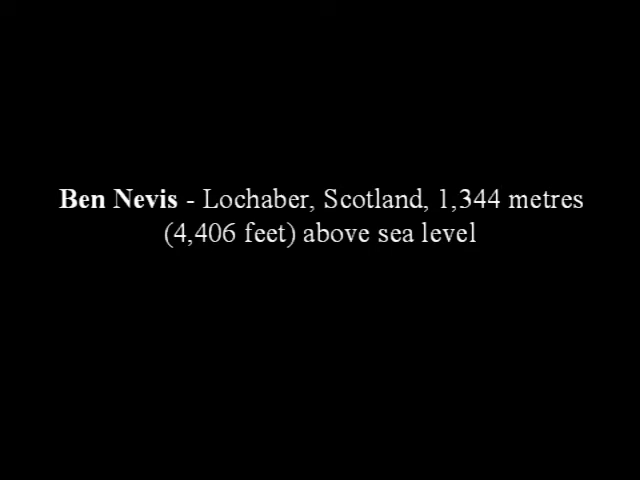 Ben Nevis - Lochaber, Scotland, 1,344 metres
(4,406 feet) above sea level